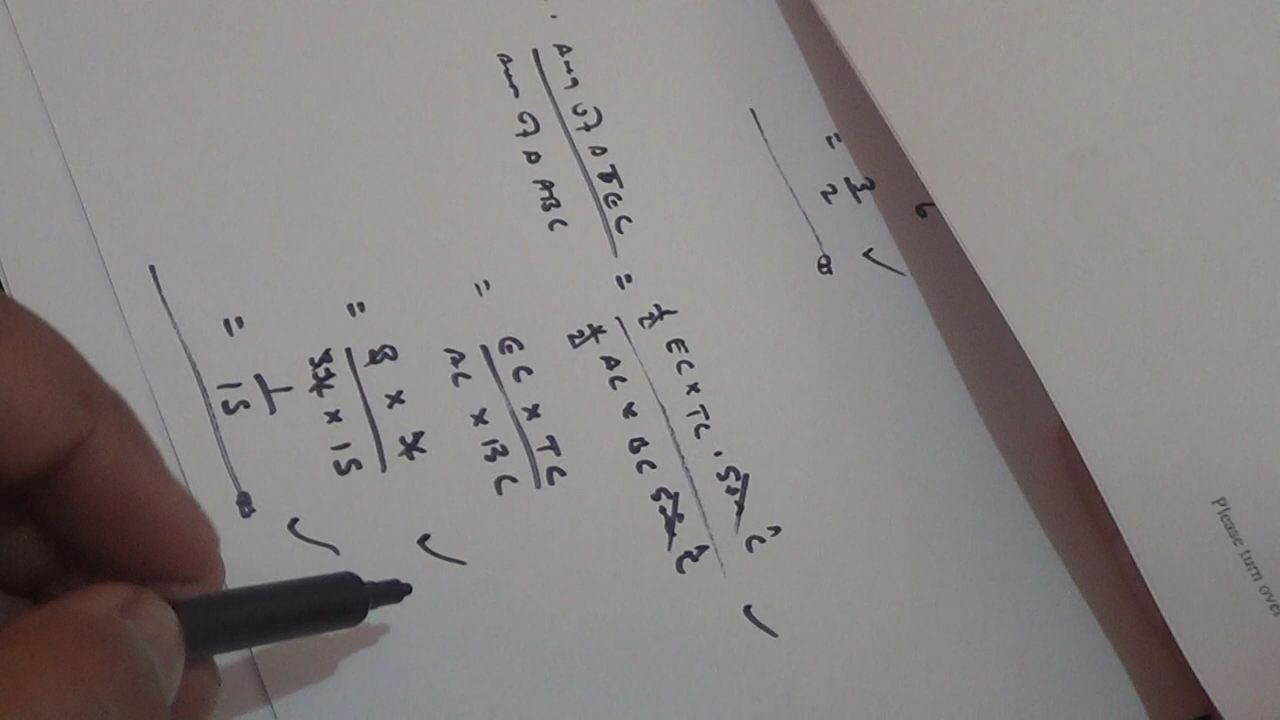 6
= 3/2 ✓
Area of Δ TEC / Area of Δ ABC = ½ EC × TC . Sin Ĉ / ½ AC × BC Sin Ĉ ✓
= EC × TC / AC × BC
✓
= 1/15 ✓
Please turn over